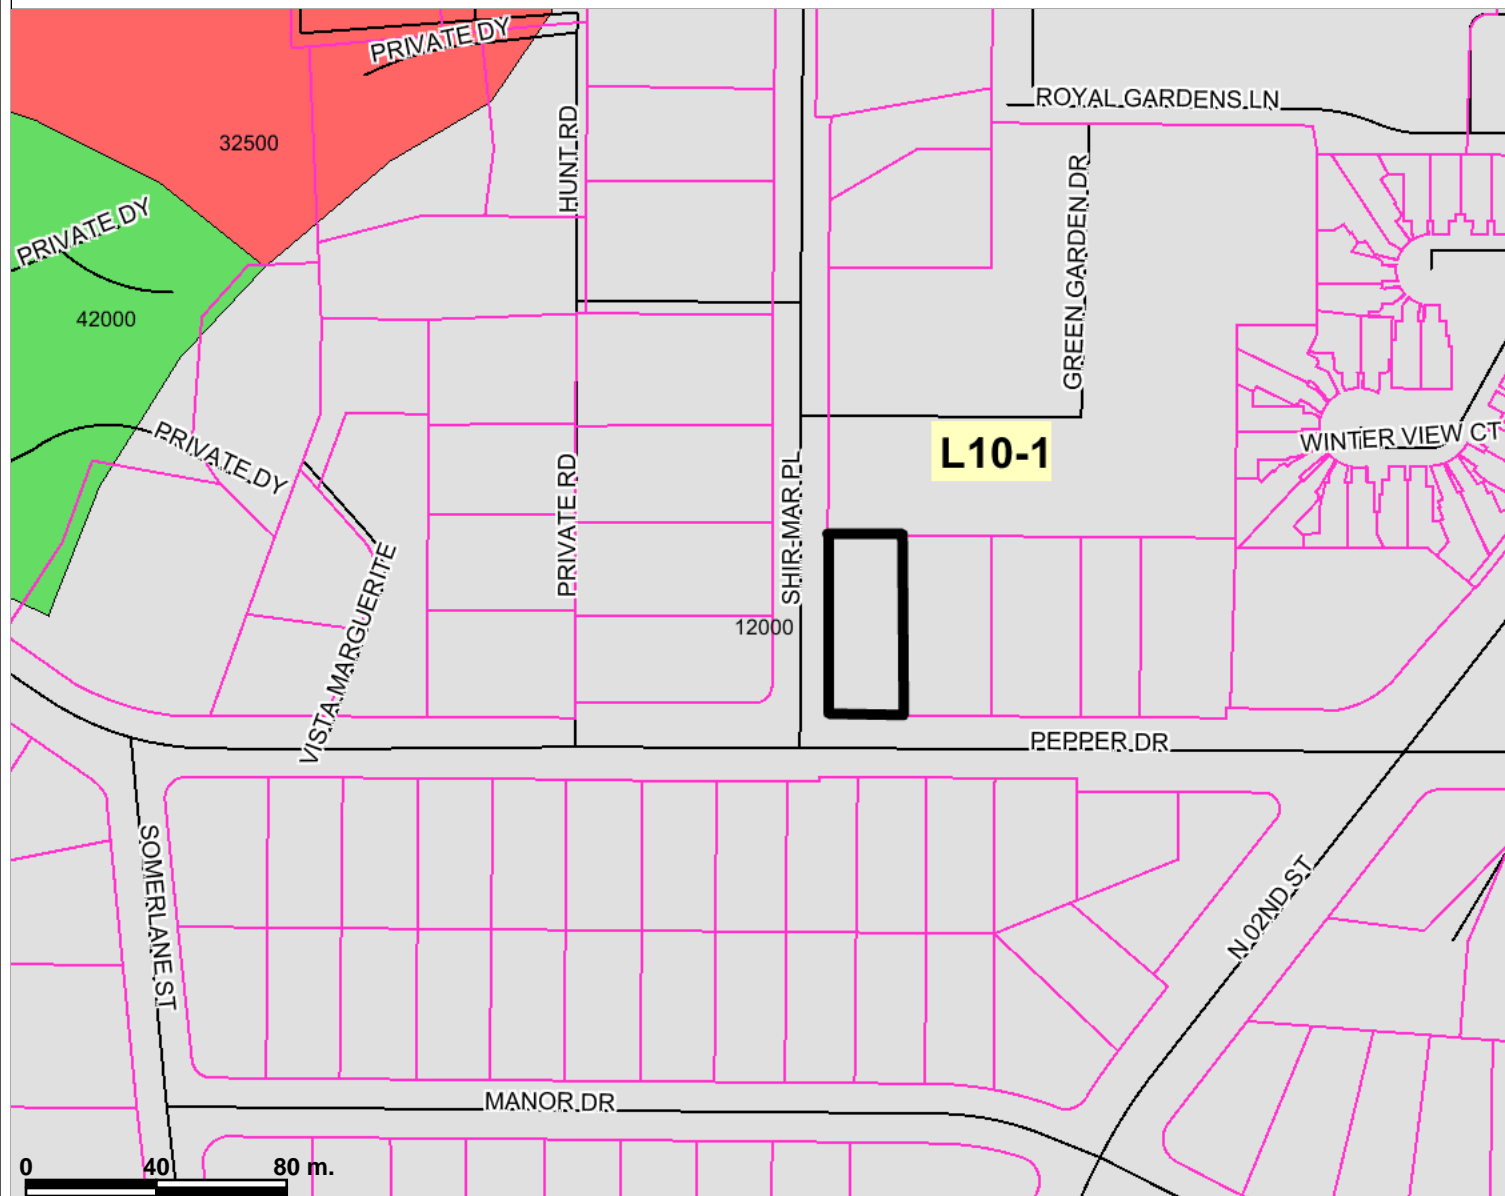 PRIVATE DY
ROYAL GARDENS LN
32500
HUNT RD
PRIVATE DY
GREEN GARDEN DR
42000
PRIVATE DY
L10-1
WINTER VIEW CT
PRIVATE RD
SHIR-MAR PL
VISTA MARGUERITE
12000
PEPPER DR
SOMERLANE ST
N 02ND ST
MANOR DR
0 40 80 m.